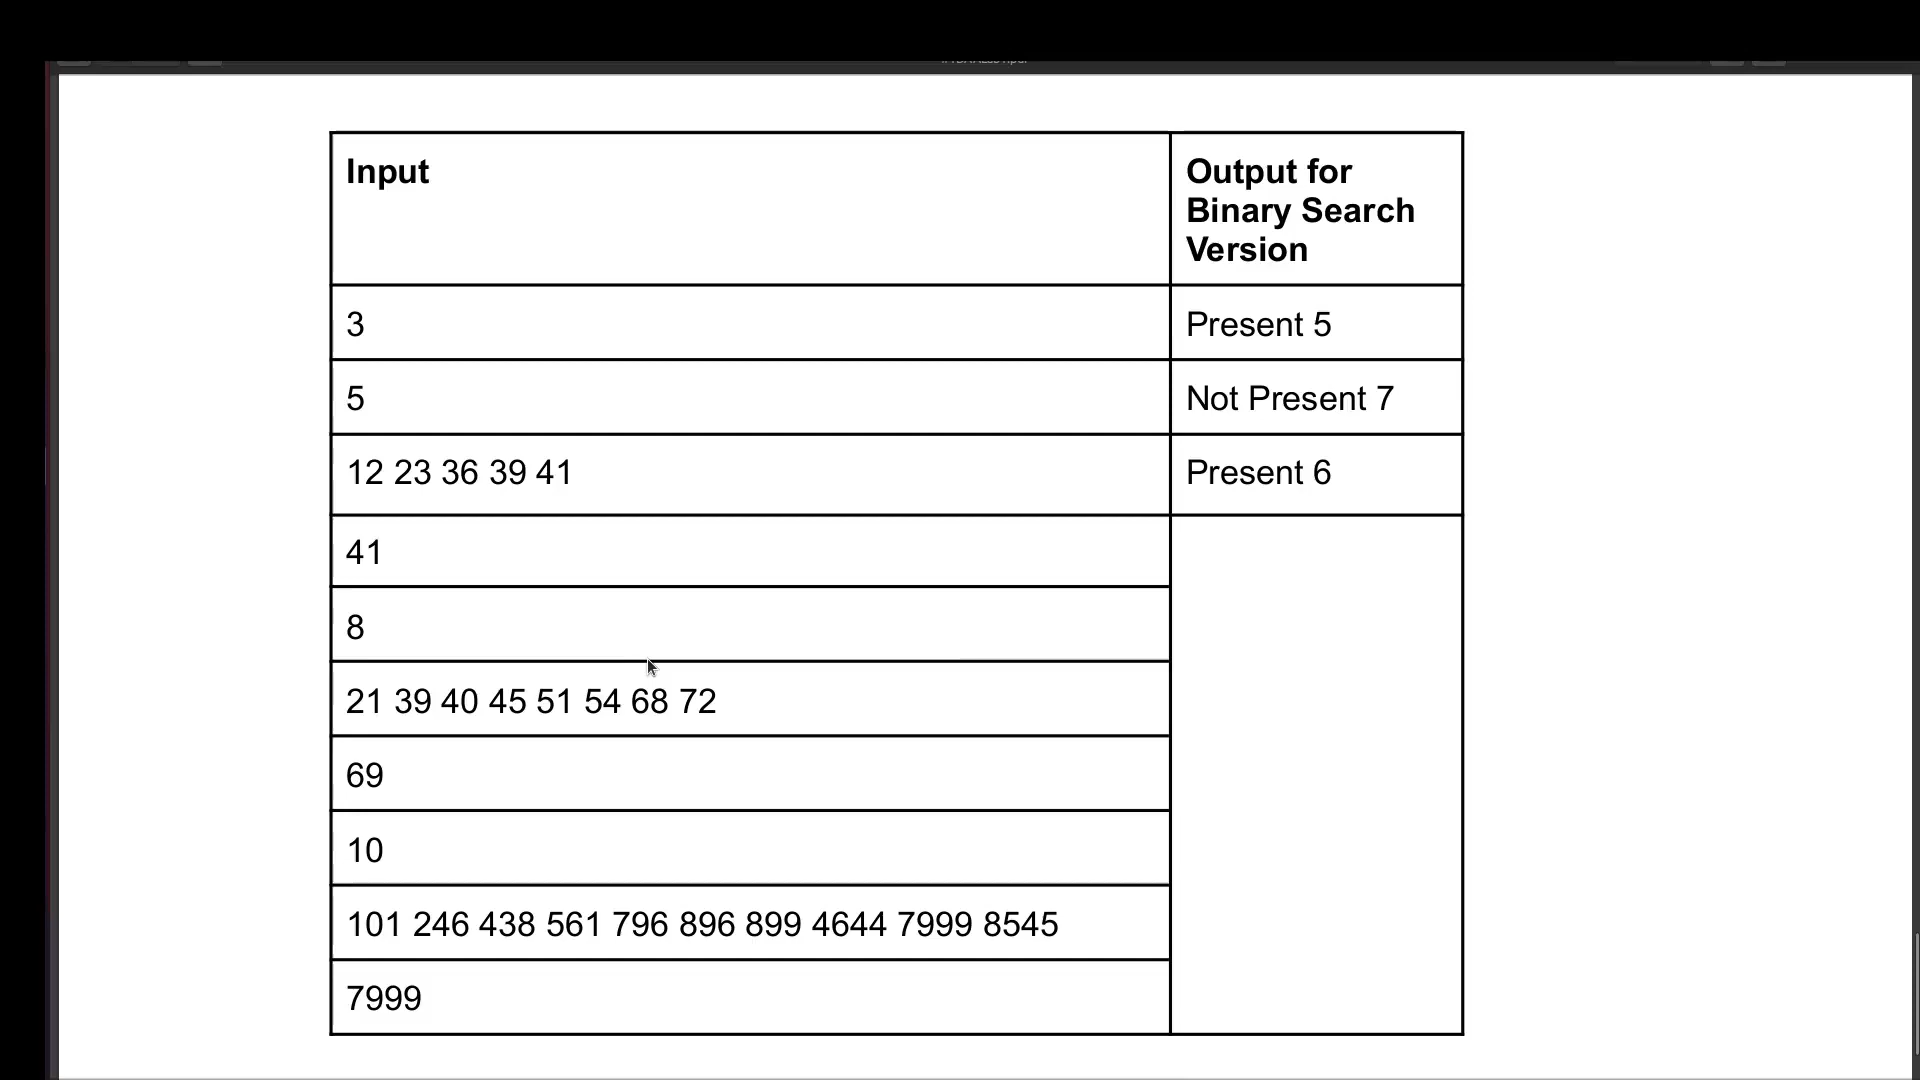 Input
Output for
Binary Search
Version
3
Present 5
5
Not Present 7
12 23 36 39 41
Present 6
41
8
21 39 40 45 51 54 68 72
69
10
101 246 438 561 796 896 899 4644 7999 8545
7999